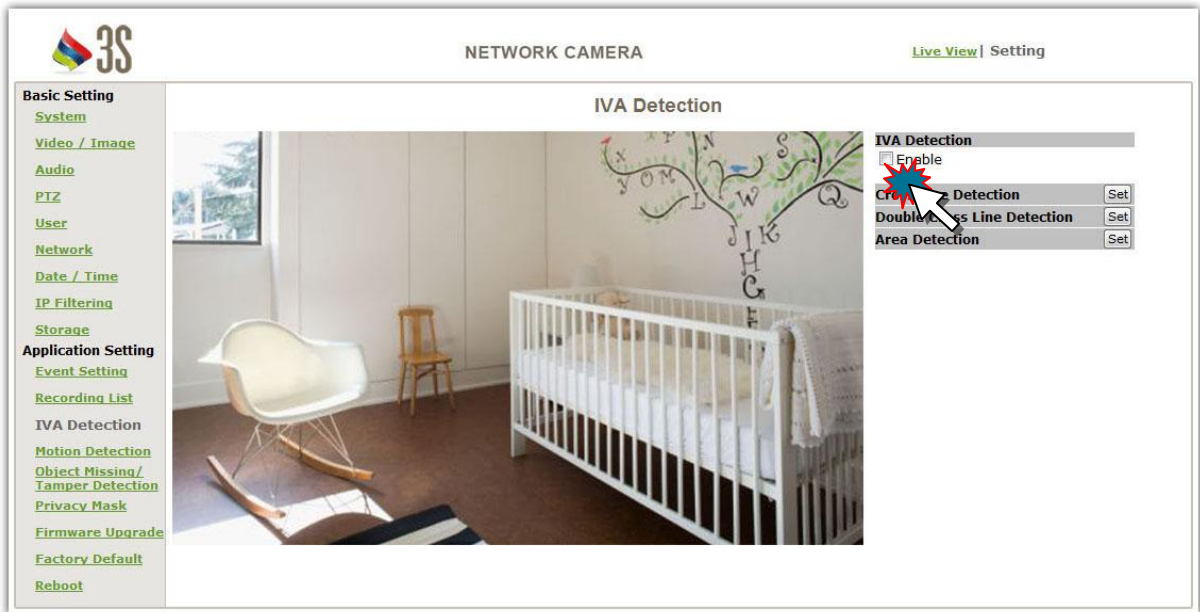 3S
NETWORK CAMERA
Live View| Setting
Basic Setting
System
Video / Image
Audio
PTZ
User
Network
Date / Time
IP Filtering
Storage
Application Setting
Event Setting
Recording List
IVA Detection
Motion Detection
Object Missing/
Tamper Detection
Privacy Mask
Firmware Upgrade
Factory Default
Reboot
IVA Detection
X P N S
Y O M L W Q
J I K
H
G
F
IVA Detection
Enable
Detection Set
Double Line Detection Set
Area Detection Set